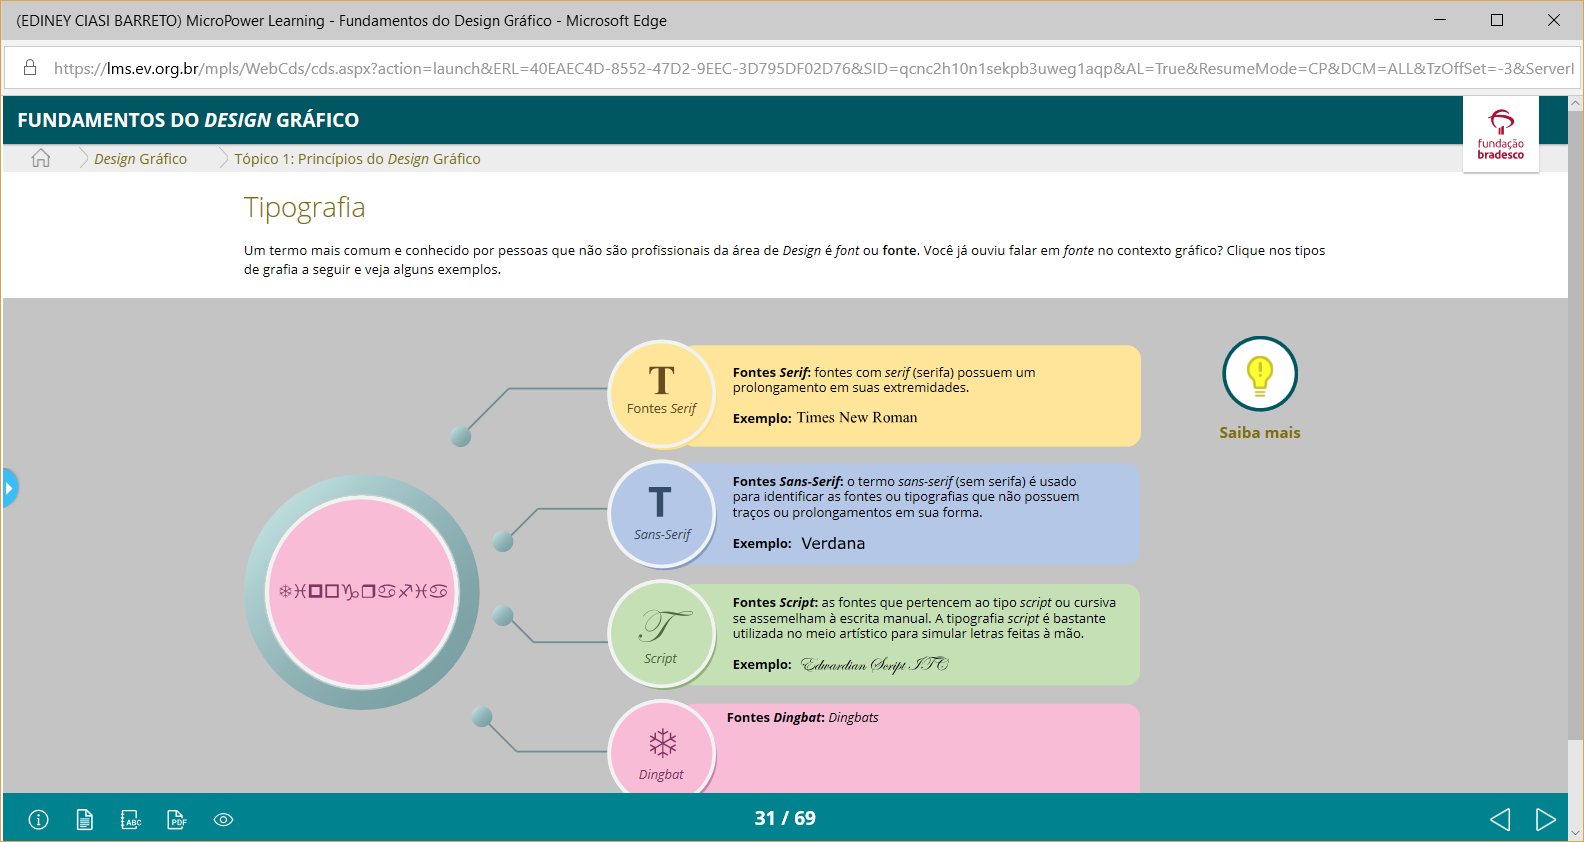 (EDINEY CIASI BARRETO) MicroPower Learning - Fundamentos do Design Gráfico - Microsoft Edge
https://lms.ev.org.br/mpls/WebCds/cds.aspx?action=launch&ERL=40EAEC4D-8552-47D2-9EEC-3D795DF02D76&SID=qcnc2h10n1sekpb3uweg1aqp&AL=True&ResumeMode=CP&DCM=ALL&TzOffSet=-3&ServerI
FUNDAMENTOS DO DESIGN GRÁFICO
fundação
bradesco
Design Gráfico
Tópico 1: Princípios do Design Gráfico
Tipografia
Um termo mais comum e conhecido por pessoas que não são profissionais da área de Design é font ou fonte. Você já ouviu falar em fonte no contexto gráfico? Clique nos tipos
de grafia a seguir e veja alguns exemplos.
T
Fontes Serif
Fontes Serif: fontes com serif (serifa) possuem um
prolongamento em suas extremidades.
Exemplo: Times New Roman
Saiba mais
T
Sans-Serif
Fontes Sans-Serif: o termo sans-serif (sem serifa) é usado
para identificar as fontes ou tipografias que não possuem
traços ou prolongamentos em sua forma.
Exemplo: Verdana
❄︎♓︎◻︎□︎♑︎❒︎♋︎♐︎♓︎♋︎
T
Script
Fontes Script: as fontes que pertencem ao tipo script ou cursiva
se assemelham à escrita manual. A tipografia script é bastante
utilizada no meio artístico para simular letras feitas à mão.
Exemplo: Edwardian Script ITC
Dingbat
Fontes Dingbat: Dingbats
ABC
PDF
31 / 69